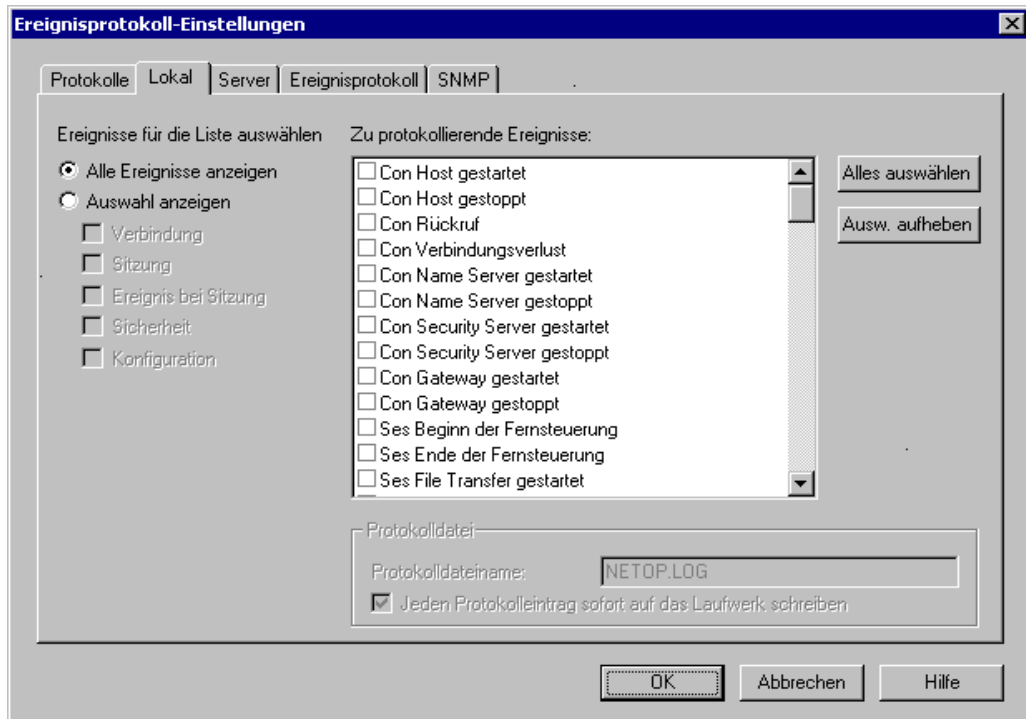 Ereignisprotokoll-Einstellungen
Protokolle Lokal Server Ereignisprotokoll SNMP
Ereignisse für die Liste auswählen
Alle Ereignisse anzeigen
Auswahl anzeigen
Verbindung
Sitzung
Ereignis bei Sitzung
Sicherheit
Konfiguration
Zu protokollierende Ereignisse:
Con Host gestartet
Con Host gestoppt
Con Rückruf
Con Verbindungsverlust
Con Name Server gestartet
Con Name Server gestoppt
Con Security Server gestartet
Con Security Server gestoppt
Con Gateway gestartet
Con Gateway gestoppt
Ses Beginn der Fernsteuerung
Ses Ende der Fernsteuerung
Ses File Transfer gestartet
Alles auswählen
Ausw. aufheben
Protokolldatei
Protokolldateiname: NETOP.LOG
Jeden Protokolleintrag sofort auf das Laufwerk schreiben
OK Abbrechen Hilfe